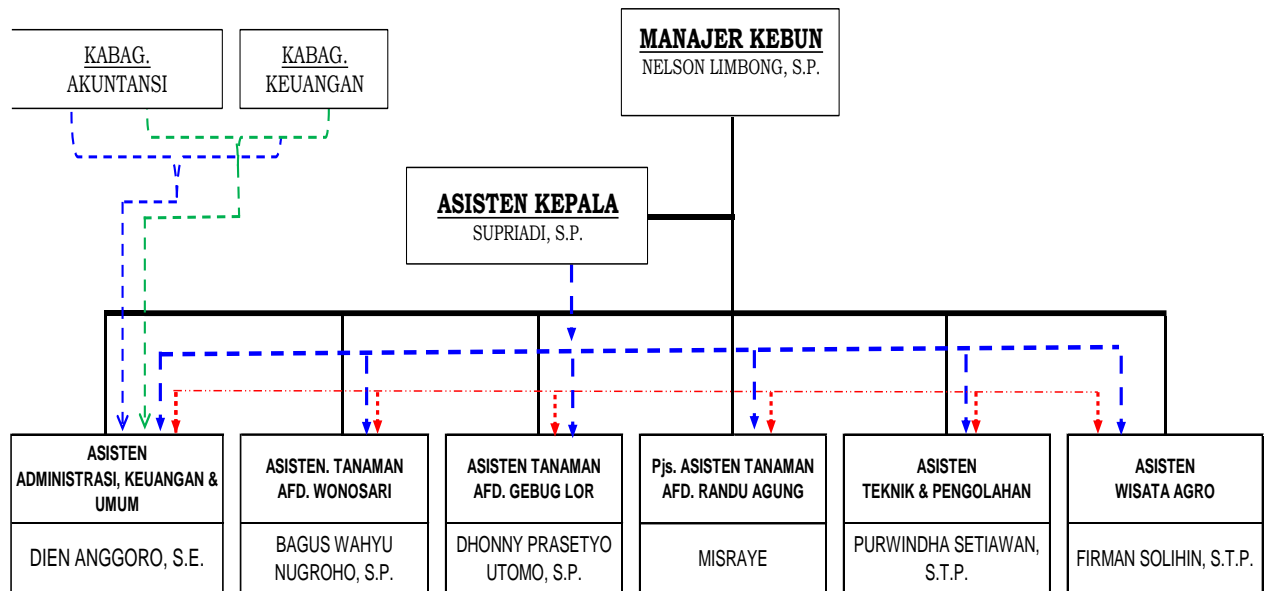 KABAG.
AKUNTANSI
KABAG.
KEUANGAN
MANAJER KEBUN
NELSON LIMBONG, S.P.
ASISTEN KEPALA
SUPRIADI, S.P.
ASISTEN
ADMINISTRASI, KEUANGAN &
UMUM
DIEN ANGGORO, S.E.
ASISTEN. TANAMAN
AFD. WONOSARI
BAGUS WAHYU
NUGROHO, S.P.
ASISTEN TANAMAN
AFD. GEBUG LOR
DHONNY PRASETYO
UTOMO, S.P.
Pjs. ASISTEN TANAMAN
AFD. RANDU AGUNG
MISRAYE
ASISTEN
TEKNIK & PENGOLAHAN
PURWINDHA SETIAWAN,
S.T.P.
ASISTEN
WISATA AGRO
FIRMAN SOLIHIN, S.T.P.